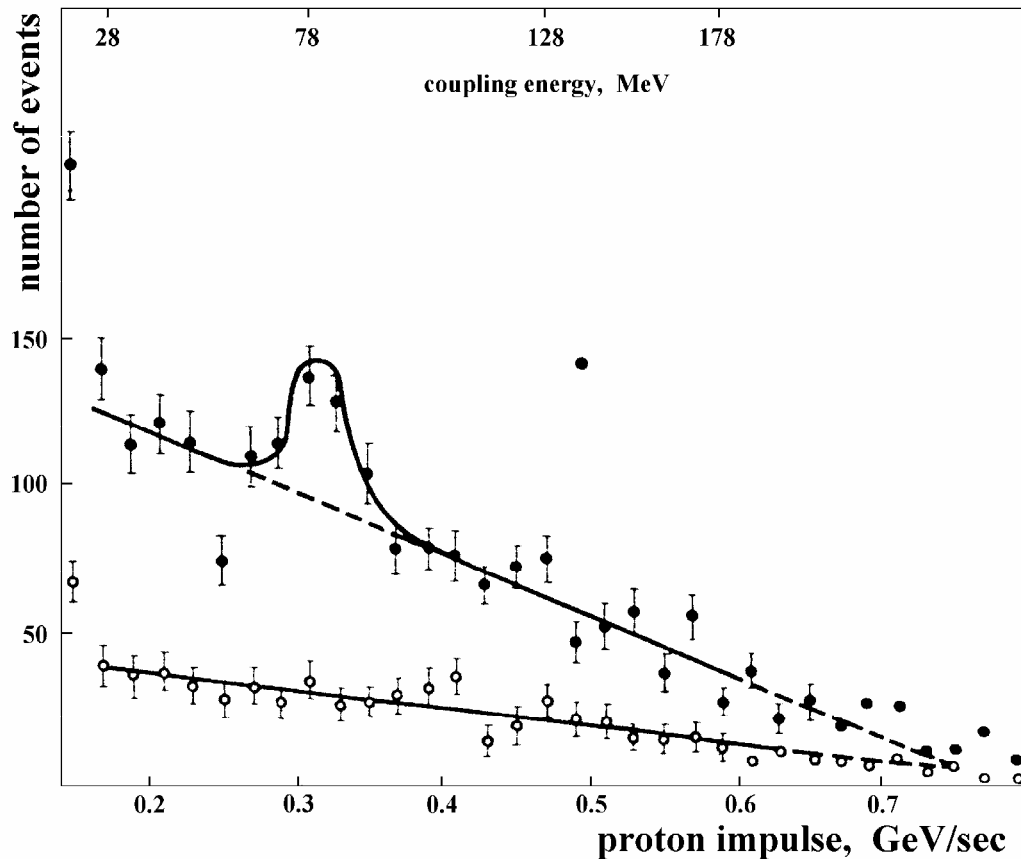 28 78 128 178
coupling energy, MeV
number of events
150
100
50
0.2 0.3 0.4 0.5 0.6 0.7
proton impulse, GeV/sec